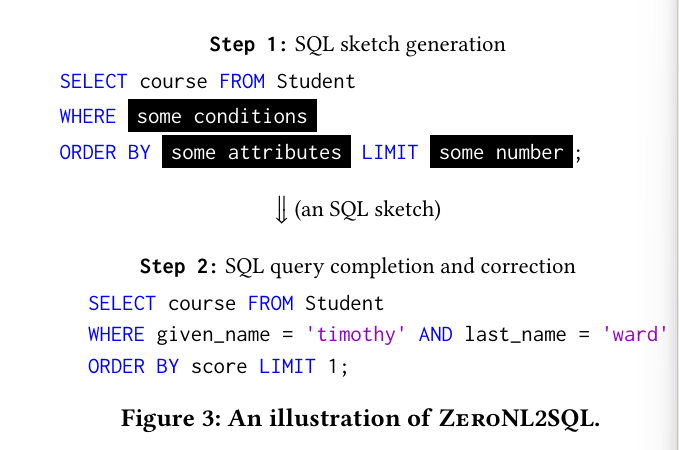 Step 1: SQL sketch generation
SELECT course FROM Student
WHERE some conditions
ORDER BY some attributes LIMIT some number ;
⇓ (an SQL sketch)
Step 2: SQL query completion and correction
SELECT course FROM Student
WHERE given_name = 'timothy' AND last_name = 'ward'
ORDER BY score LIMIT 1;
Figure 3: An illustration of ZeroNL2SQL.